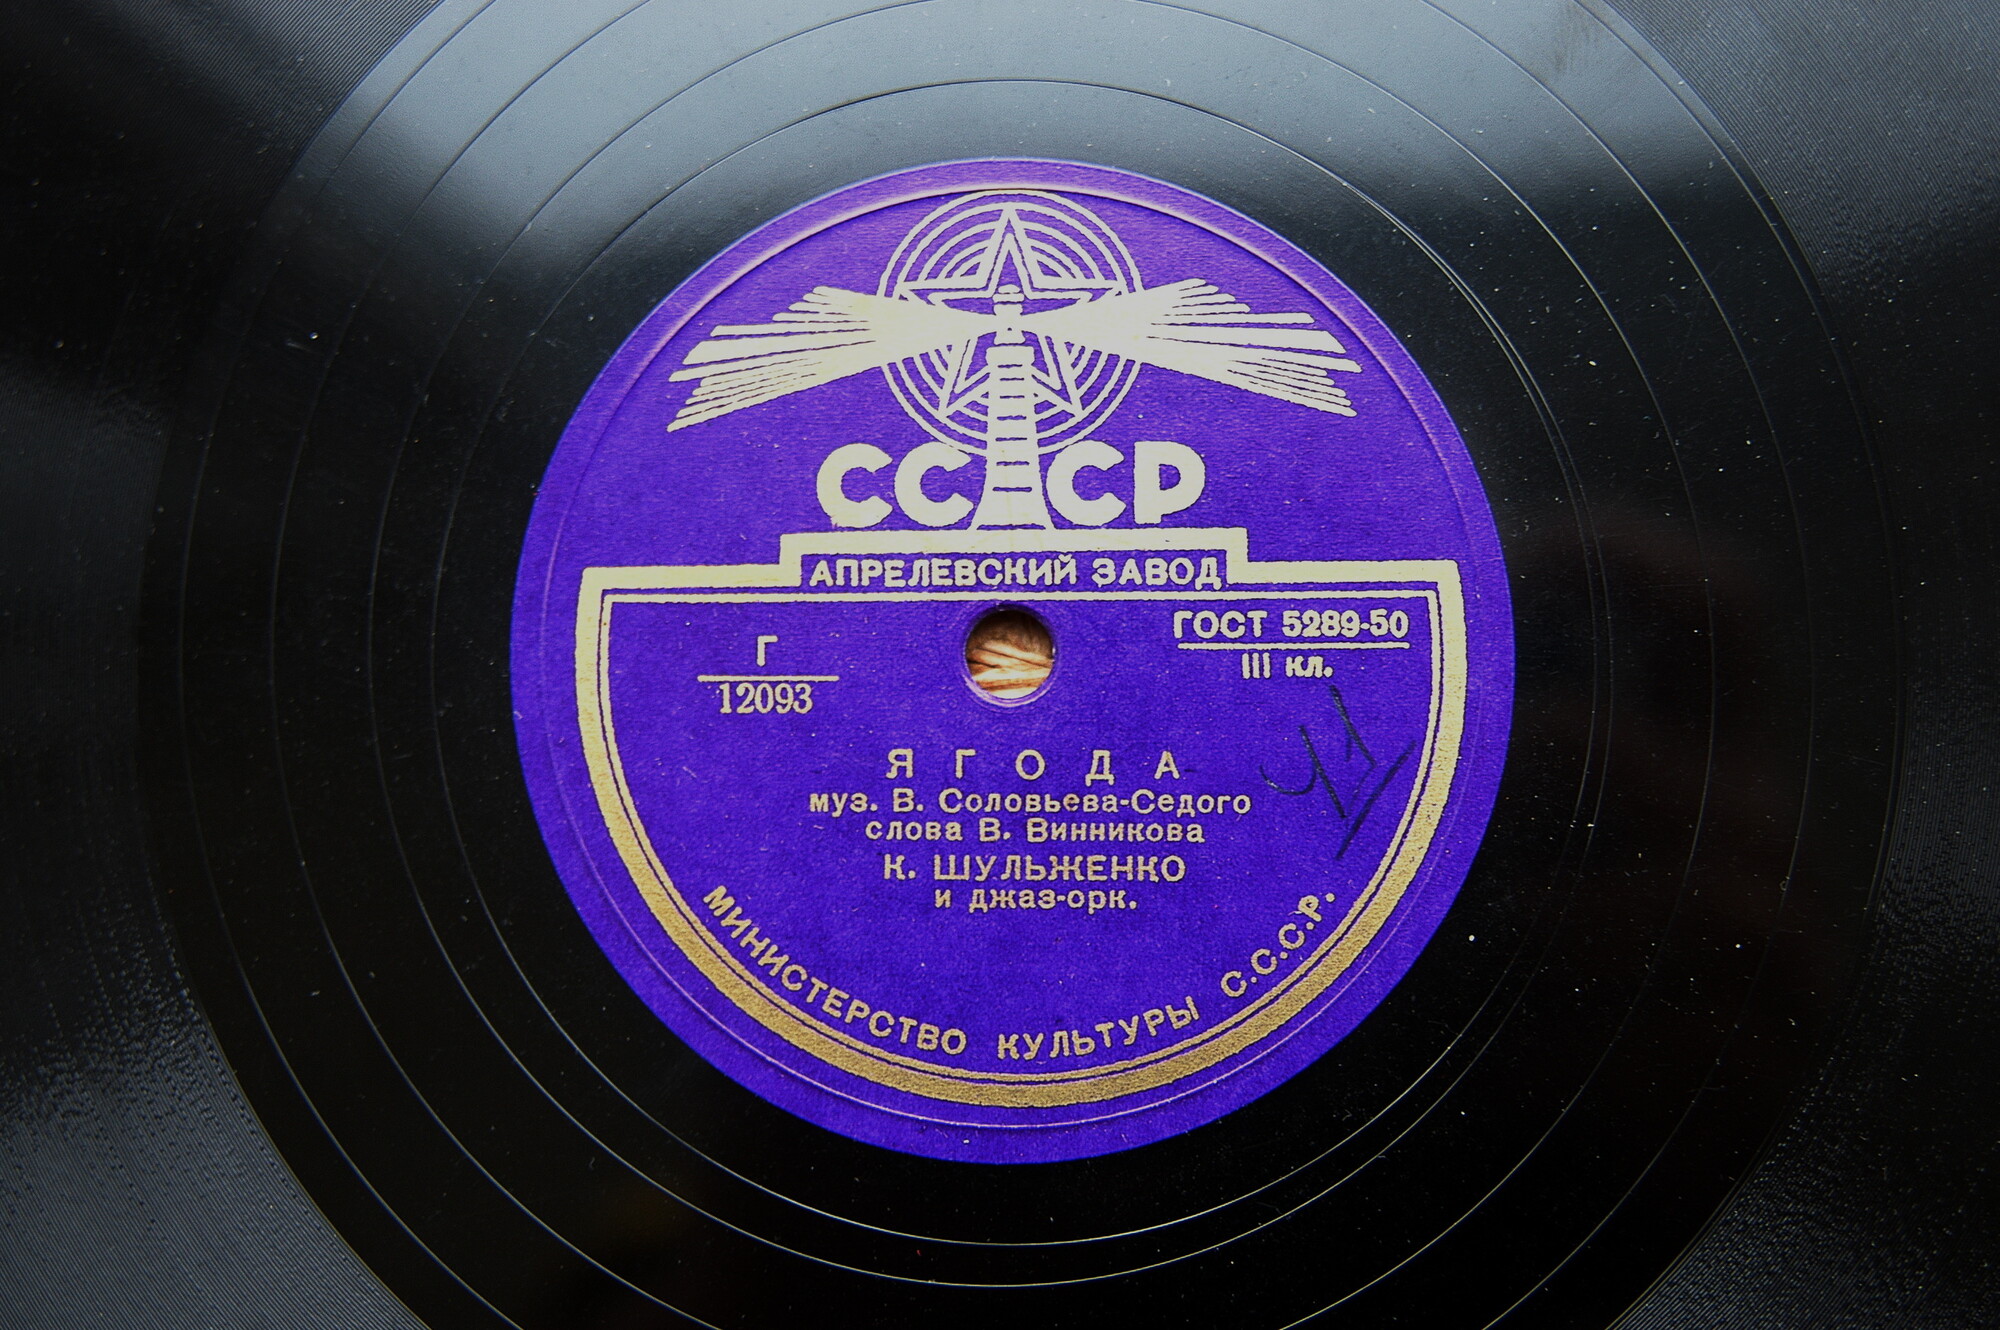 СССР
АПРЕЛЕВСКИЙ ЗАВОД
ГОСТ 5289-50
III кл.
Г
12093
ЯГОДА
муз. В. Соловьева-Седого
слова В. Винникова
К. ШУЛЬЖЕНКО
и джаз-орк.
МИНИСТЕРСТВО КУЛЬТУРЫ С.С.С.Р.